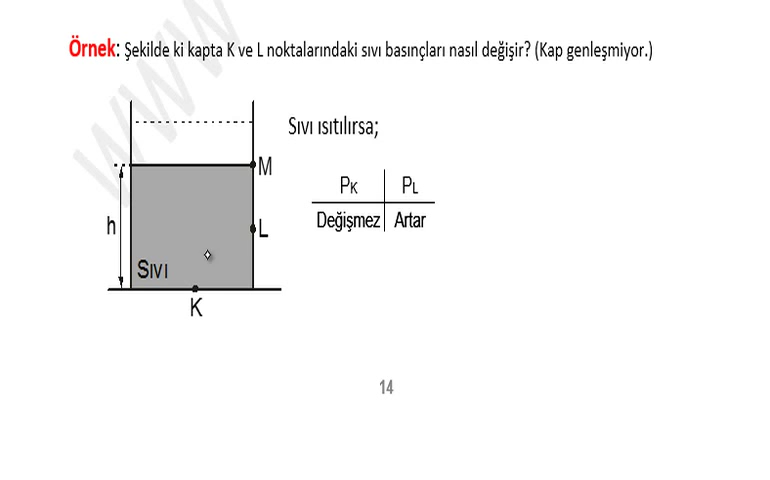 www
Örnek: Şekilde ki kapta K ve L noktalarındaki sıvı basınçları nasıl değişir? (Kap genleşmiyor.)
Sıvı ısıtılırsa;
M
PK PL
Değişmez Artar
h
L
Sıvı
K
14